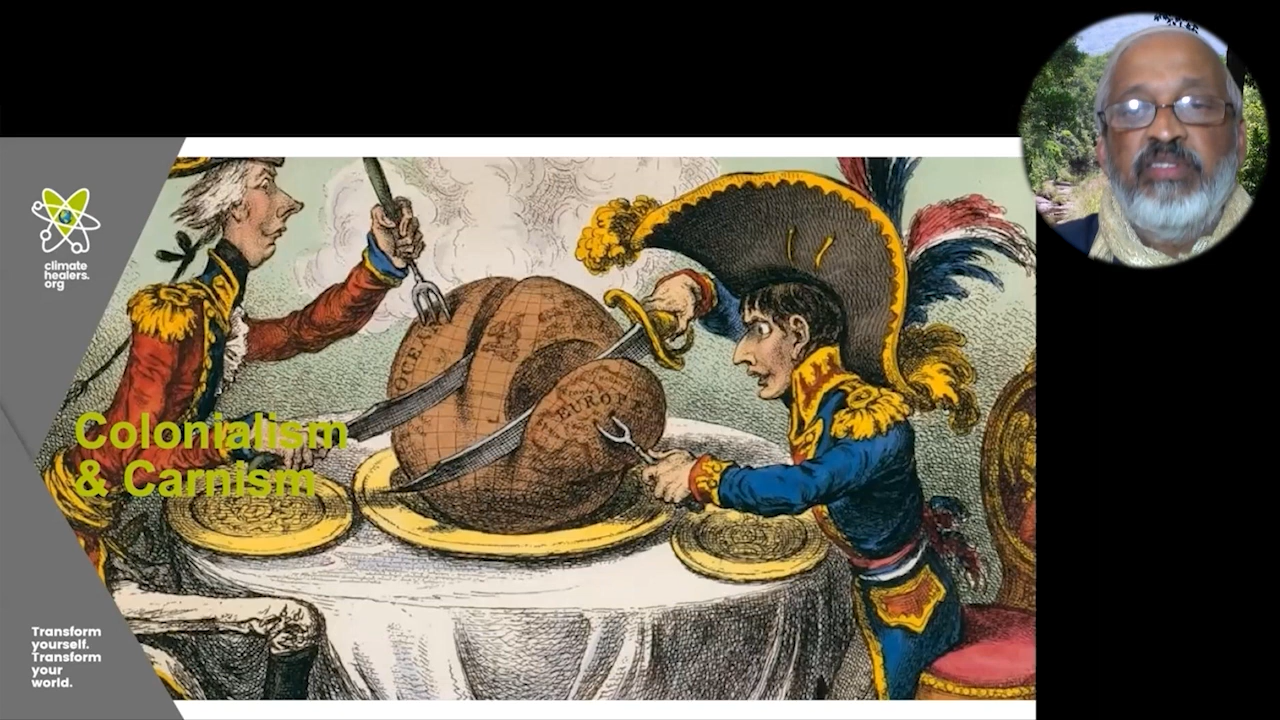 climate
healers.
org
OCEAN
EUROPE
Colonialism
& Carnism
Transform
yourself.
Transform
your
world.